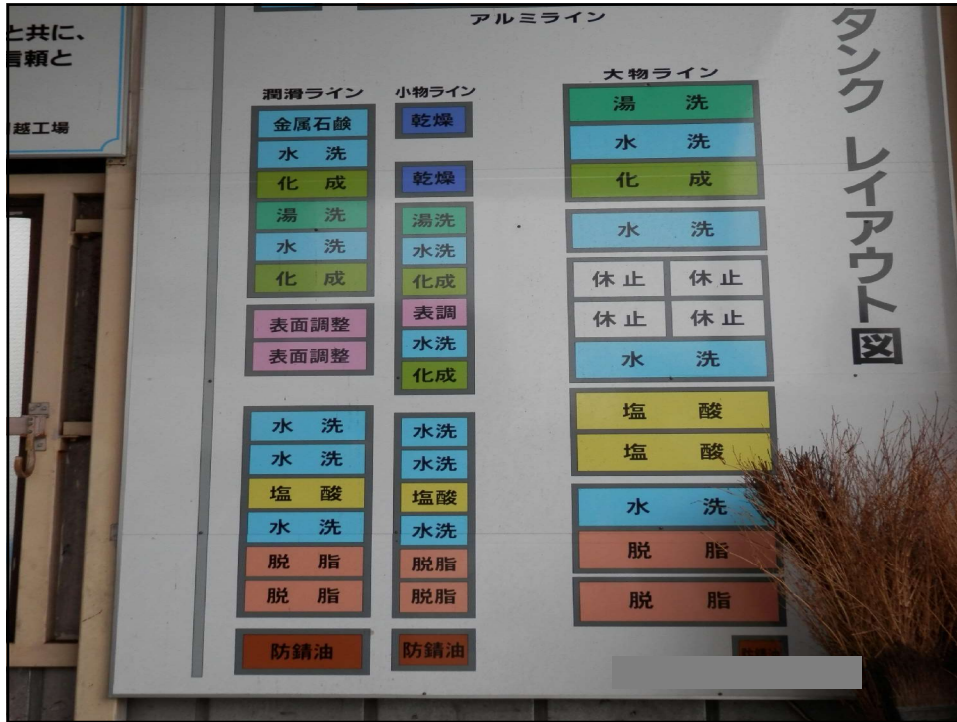 と共に、
信頼と
越工場
アルミライン
タンク レイアウト図
潤滑ライン
金属石鹸
水 洗
化 成
湯 洗
水 洗
化 成
表面調整
表面調整
水 洗
水 洗
塩 酸
水 洗
脱 脂
脱 脂
防錆油
小物ライン
乾燥
乾燥
湯洗
水洗
化成
表調
水洗
化成
水洗
水洗
塩酸
水洗
脱脂
脱脂
防錆油
大物ライン
湯 洗
水 洗
化 成
水 洗
休止 休止
休止 休止
水 洗
塩 酸
塩 酸
水 洗
脱 脂
脱 脂
防錆油